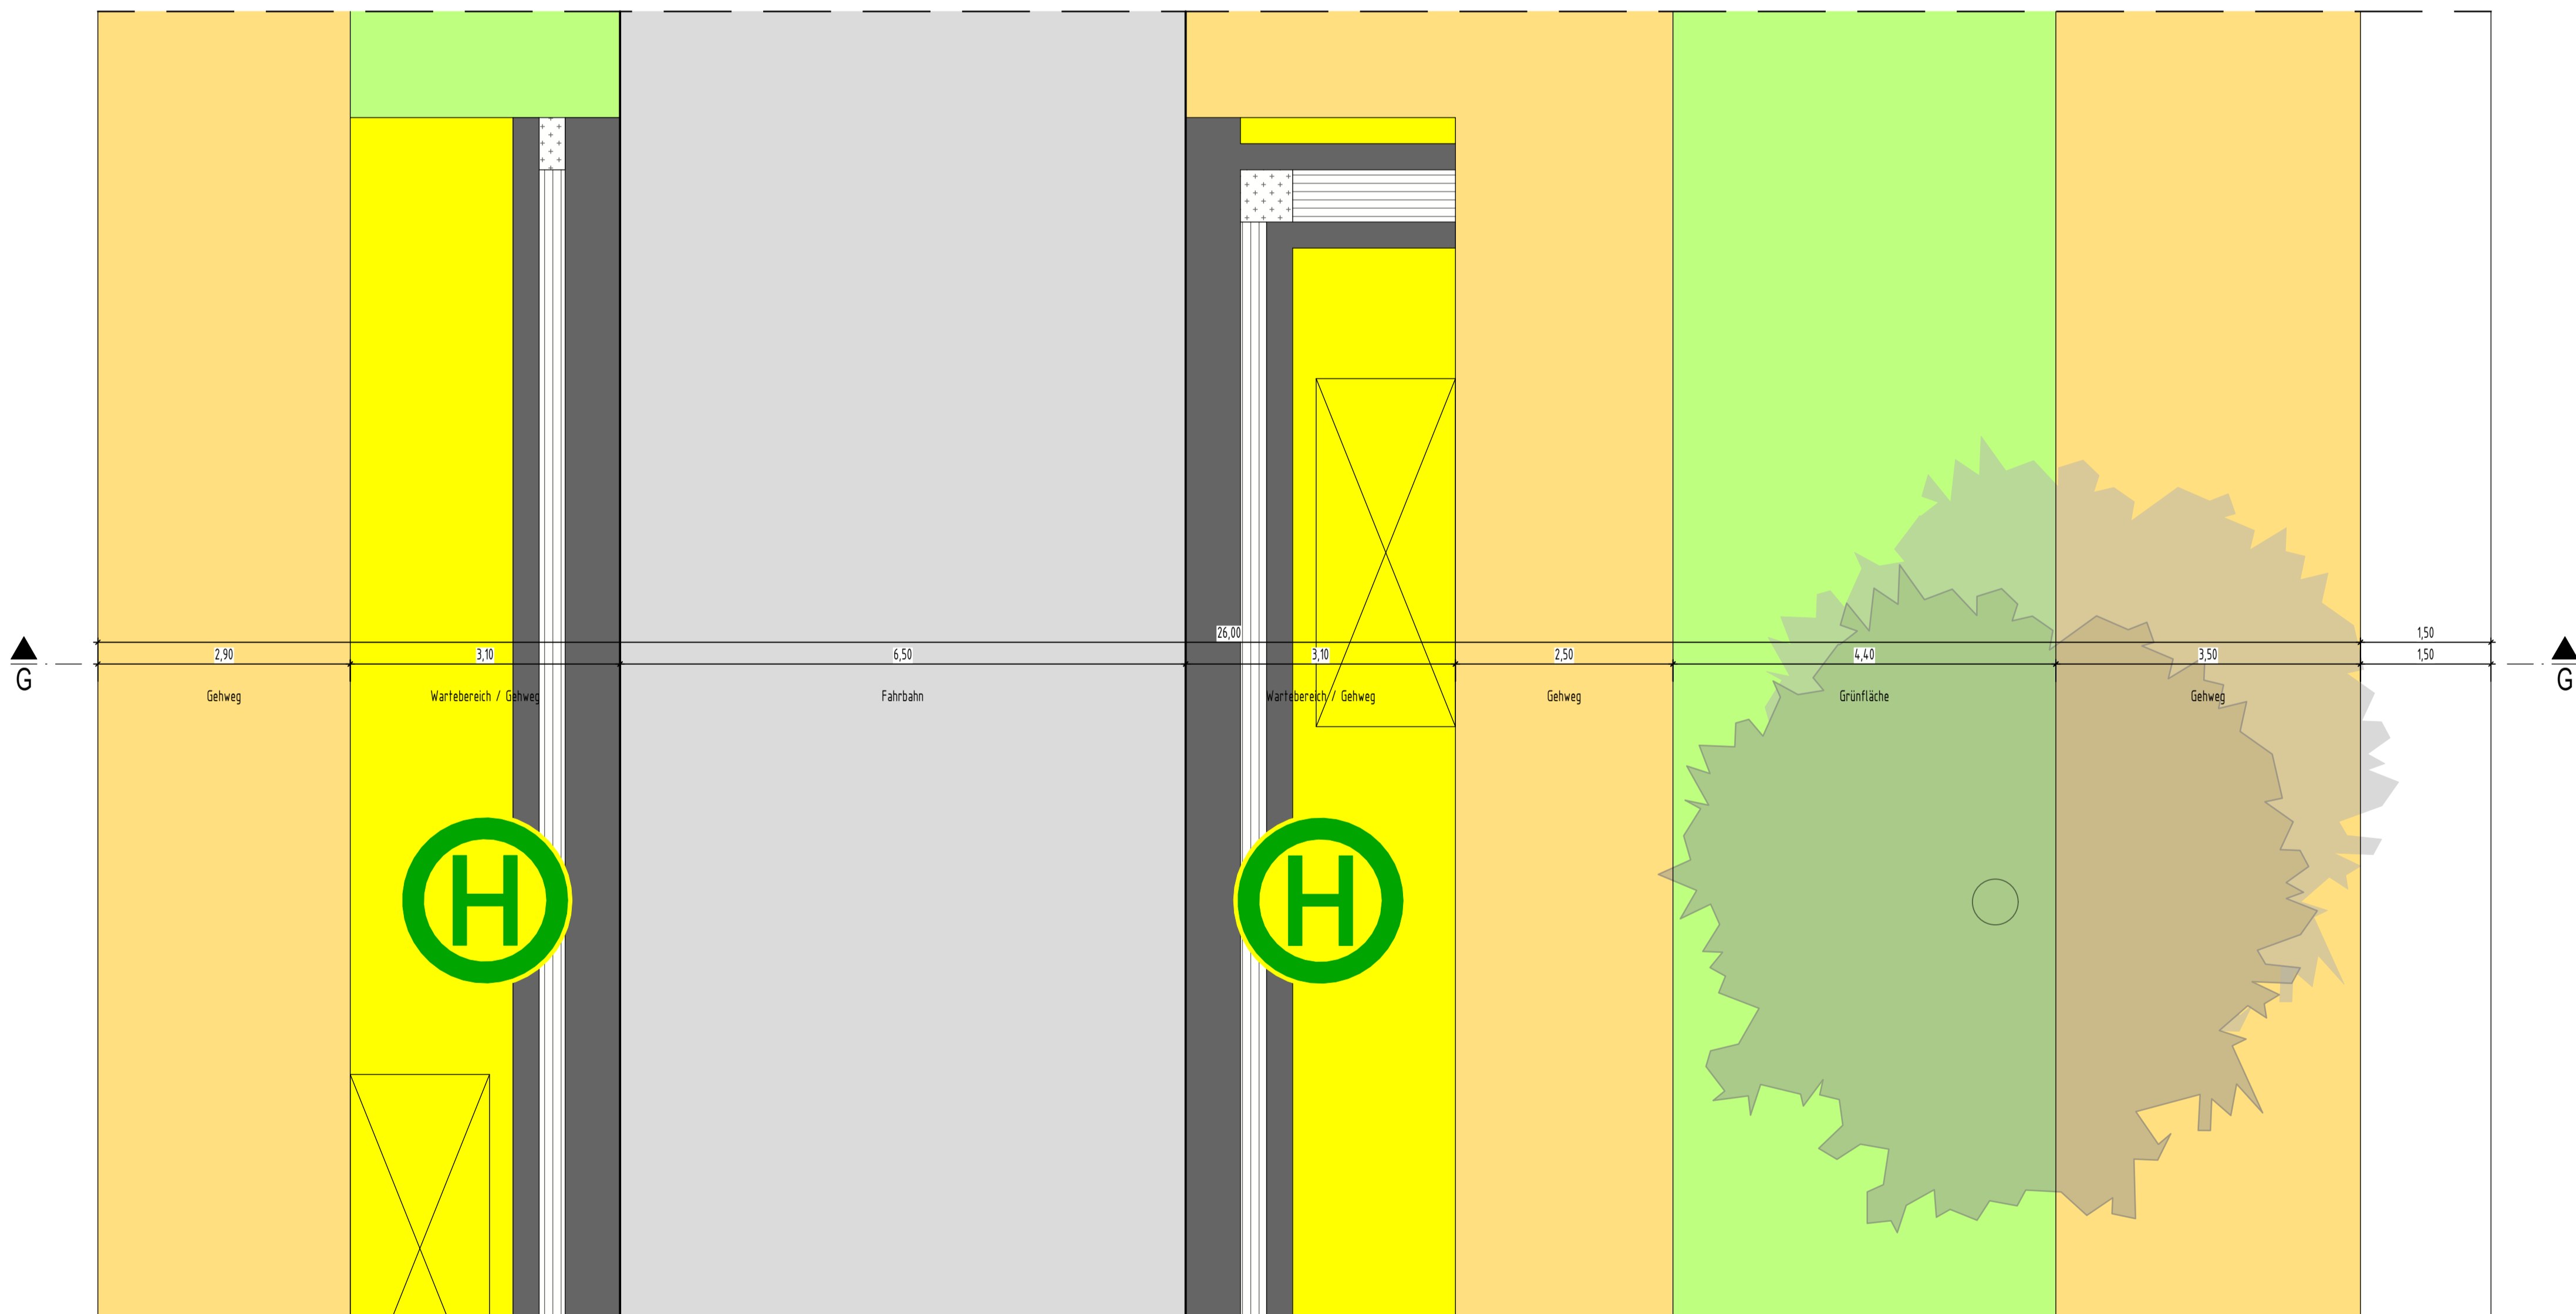 26,00 1,50
2,90 3,10 6,50 3,10 2,50 4,40 3,50 1,50
G G
Gehweg Wartebereich / Gehweg Fahrbahn Wartebereich / Gehweg Gehweg Grünfläche Gehweg
H H